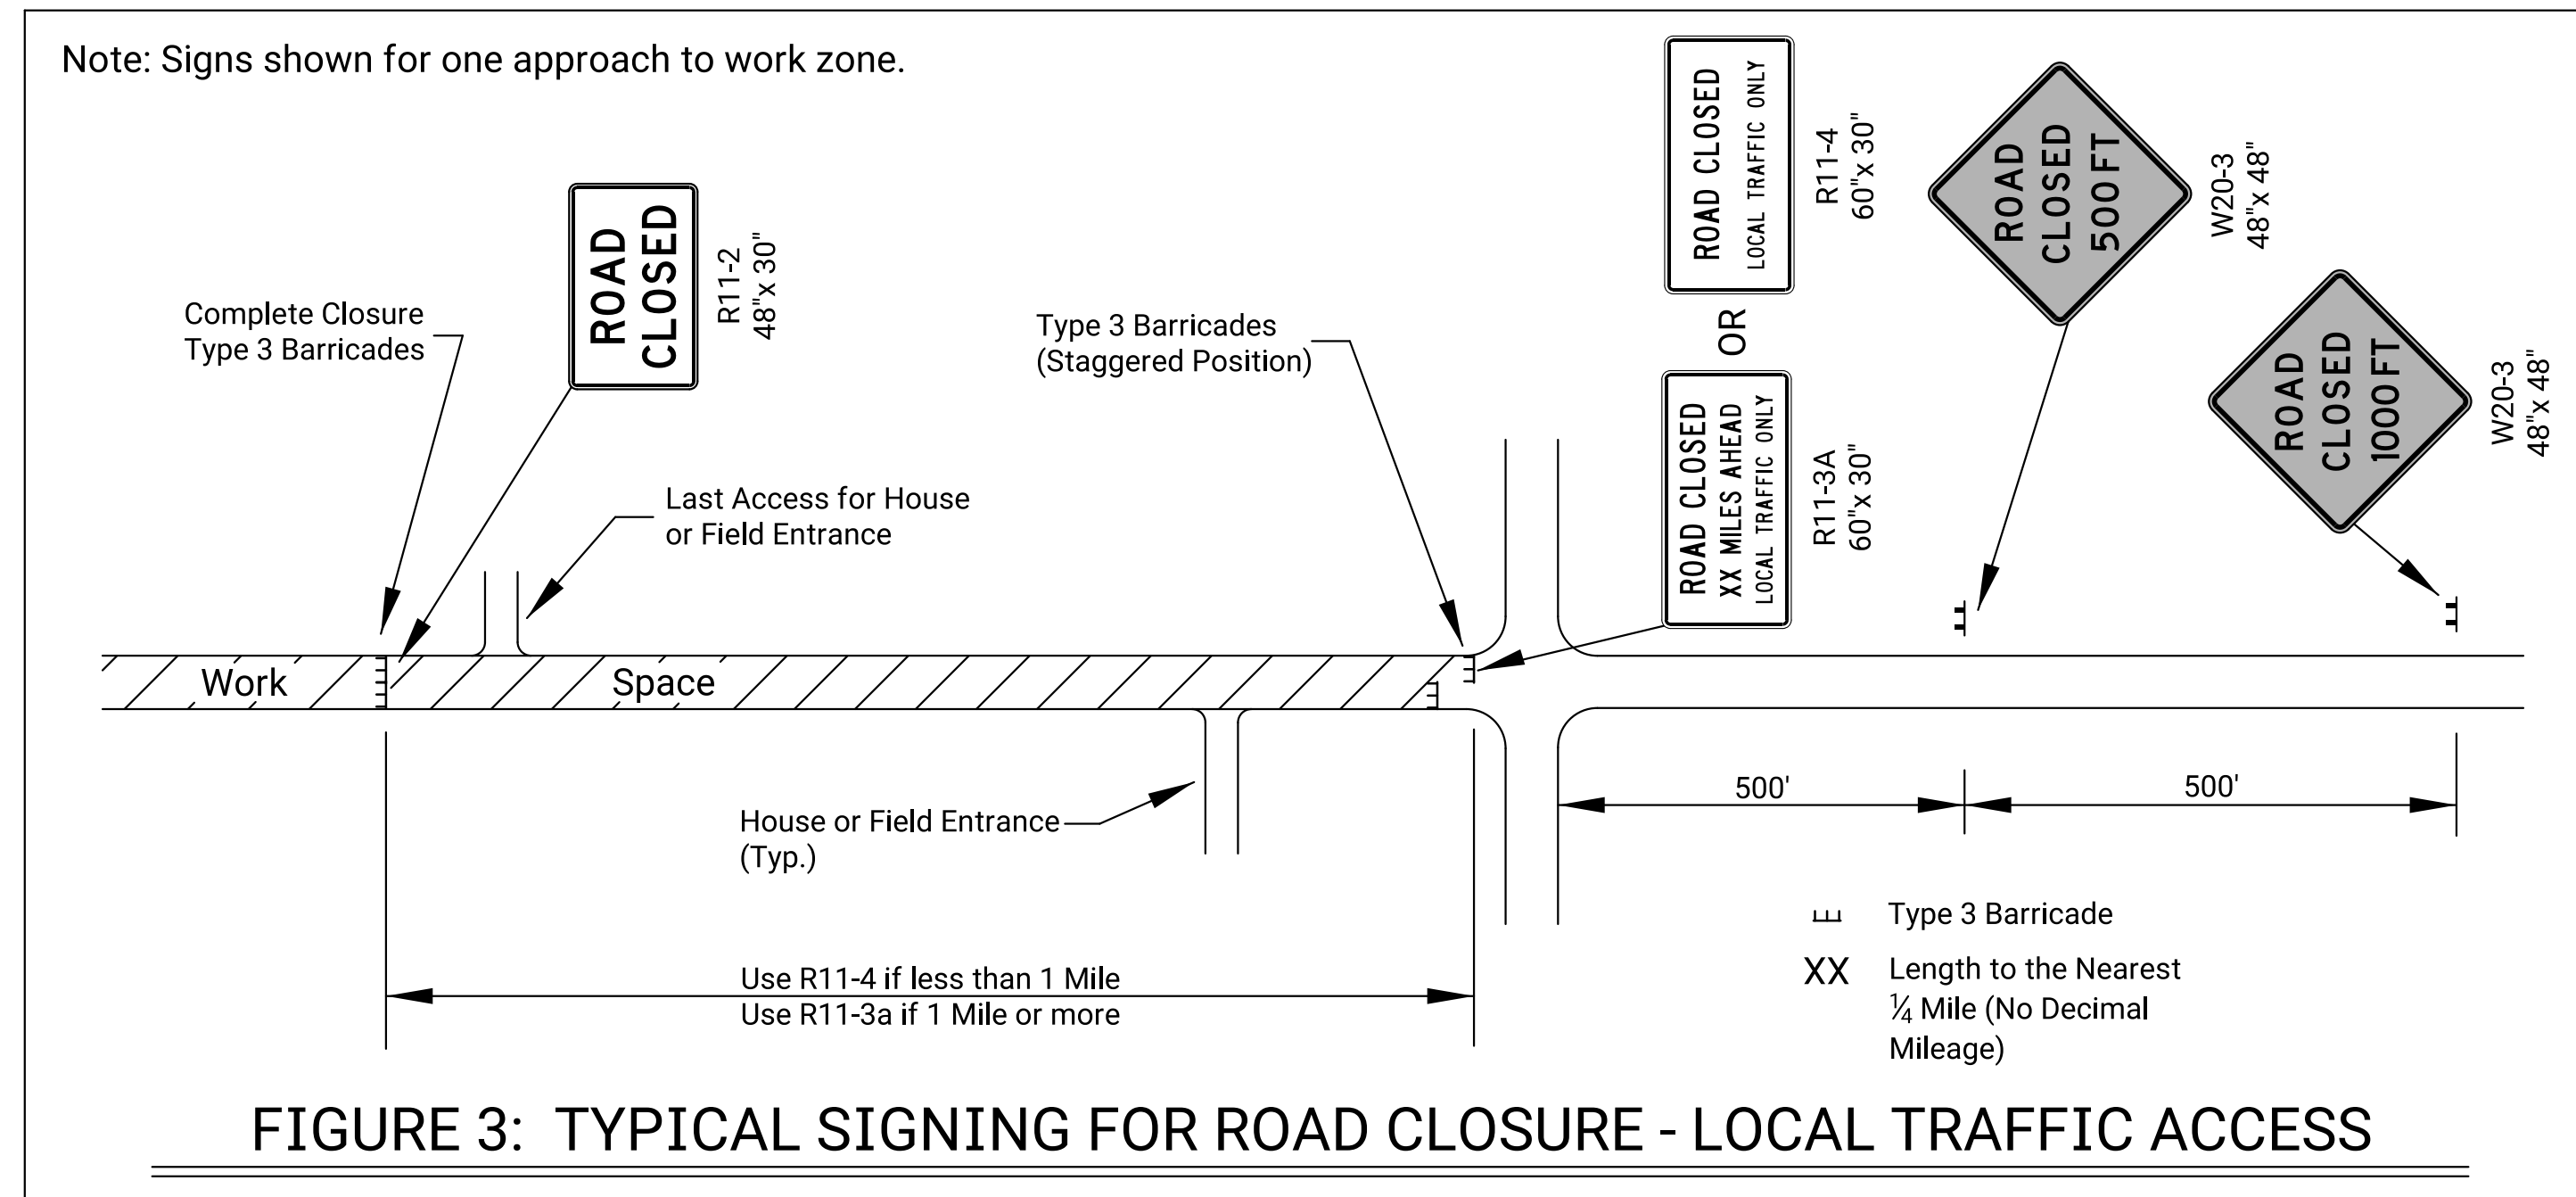 Note: Signs shown for one approach to work zone.
ROAD CLOSED
LOCAL TRAFFIC ONLY
R11-4
60"x 30"
OR
ROAD CLOSED
XX MILES AHEAD
LOCAL TRAFFIC ONLY
R11-3A
60"x 30"
ROAD
CLOSED
500 FT
W20-3
48"x 48"
ROAD
CLOSED
1000 FT
W20-3
48"x 48"
ROAD
CLOSED
R11-2
48"x 30"
Complete Closure
Type 3 Barricades
Type 3 Barricades
(Staggered Position)
Last Access for House
or Field Entrance
Work
Space
House or Field Entrance
(Typ.)
500'
500'
Use R11-4 if less than 1 Mile
Use R11-3a if 1 Mile or more
Type 3 Barricade
XX Length to the Nearest
¼ Mile (No Decimal
Mileage)
FIGURE 3: TYPICAL SIGNING FOR ROAD CLOSURE - LOCAL TRAFFIC ACCESS